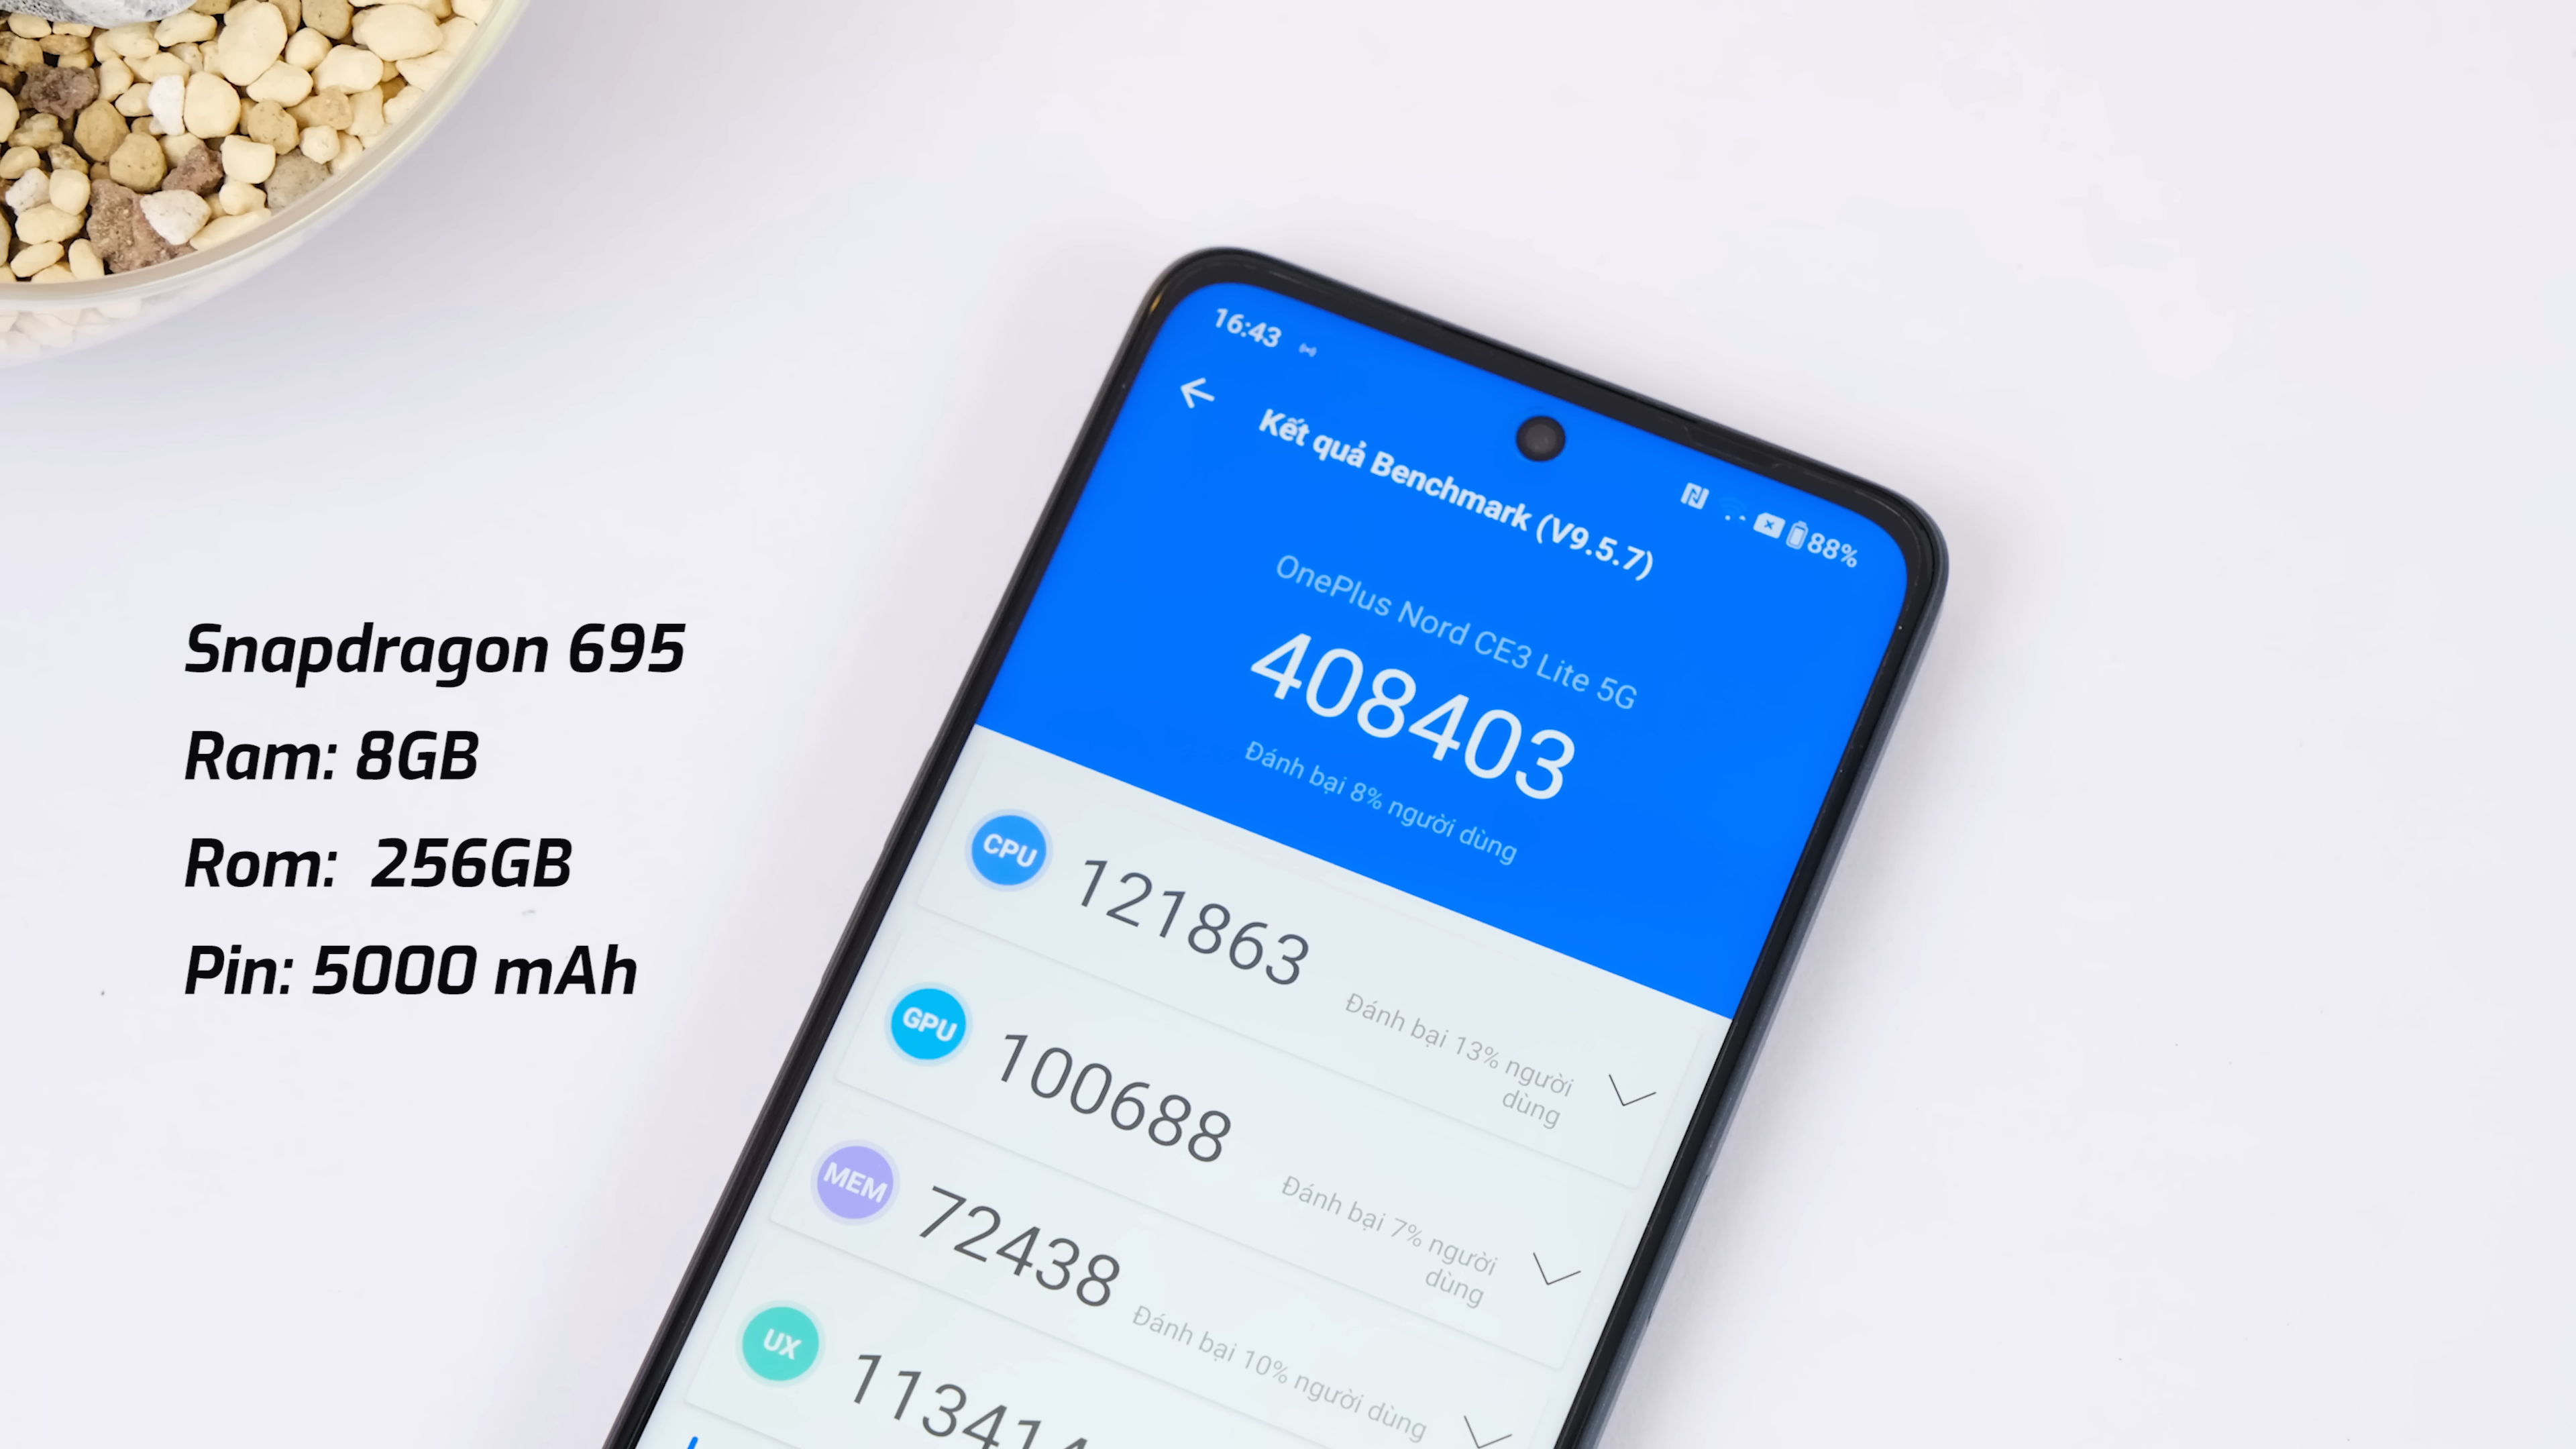 Snapdragon 695
Ram: 8GB
Rom: 256GB
Pin: 5000 mAh
16:43
88%
Kết quả Benchmark (V9.5.7)
OnePlus Nord CE3 Lite 5G
408403
Đánh bại 8% người dùng
CPU
121863
Đánh bại 13% người
dùng
GPU
100688
Đánh bại 7% người
dùng
MEM
72438
Đánh bại 10% người dùng
UX
113414